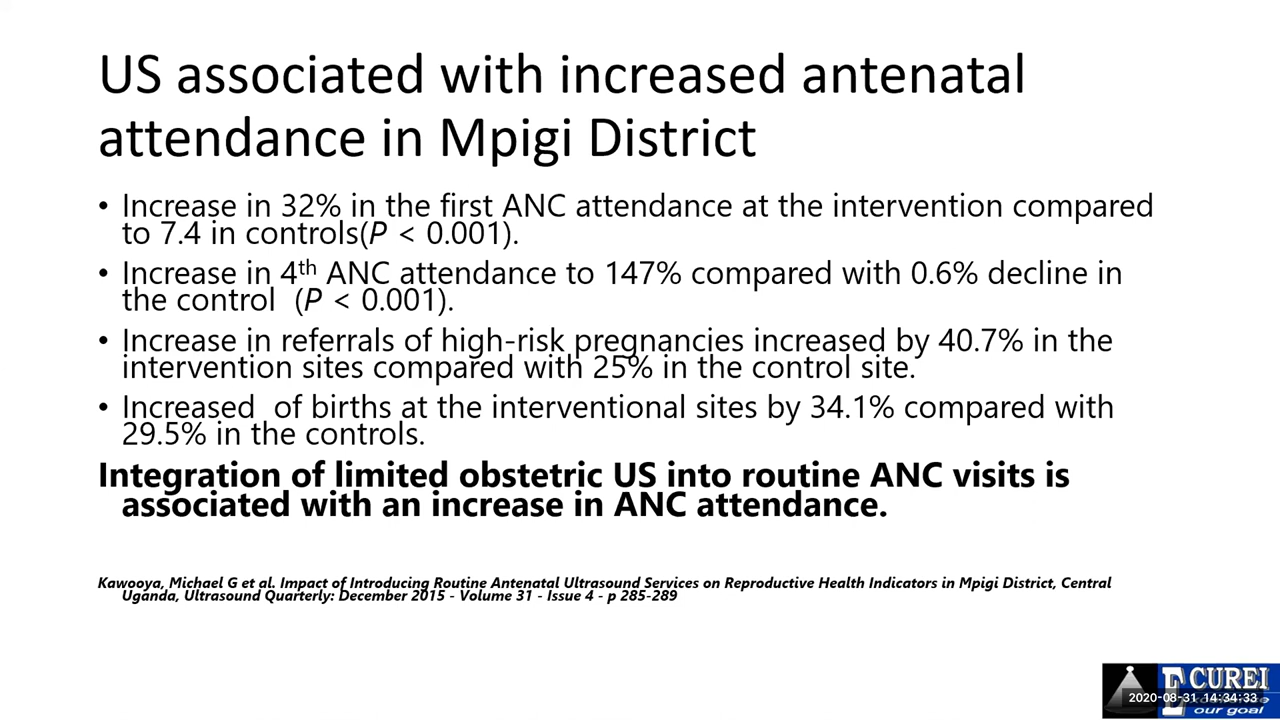 US associated with increased antenatal
attendance in Mpigi District
• Increase in 32% in the first ANC attendance at the intervention compared
to 7.4 in controls(P < 0.001).
• Increase in 4th ANC attendance to 147% compared with 0.6% decline in
the control (P < 0.001).
• Increase in referrals of high-risk pregnancies increased by 40.7% in the
intervention sites compared with 25% in the control site.
• Increased of births at the interventional sites by 34.1% compared with
29.5% in the controls.
Integration of limited obstetric US into routine ANC visits is
associated with an increase in ANC attendance.
Kawooya, Michael G et al. Impact of Introducing Routine Antenatal Ultrasound Services on Reproductive Health Indicators in Mpigi District, Central
Uganda, Ultrasound Quarterly: December 2015 - Volume 31 - Issue 4 - p 285-289
ECUREI
2020-08-31 14:34:33
our goal